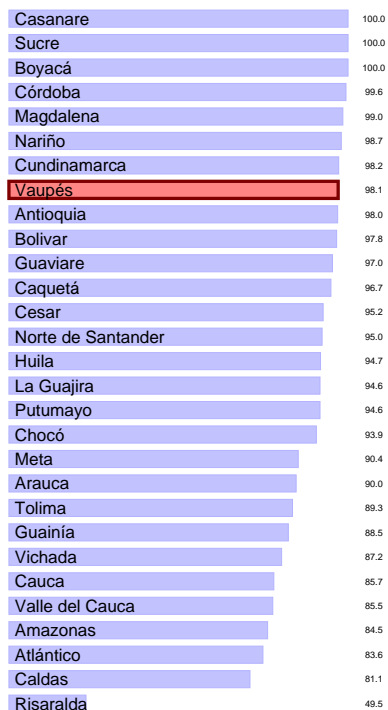 Casanare 100.0
Sucre 100.0
Boyacá 100.0
Córdoba 99.6
Magdalena 99.0
Nariño 98.7
Cundinamarca 98.2
Vaupés 98.1
Antioquia 98.0
Bolivar 97.8
Guaviare 97.0
Caquetá 96.7
Cesar 95.2
Norte de Santander 95.0
Huila 94.7
La Guajira 94.6
Putumayo 94.6
Chocó 93.9
Meta 90.4
Arauca 90.0
Tolima 89.3
Guainía 88.5
Vichada 87.2
Cauca 85.7
Valle del Cauca 85.5
Amazonas 84.5
Atlántico 83.6
Caldas 81.1
Risaralda 49.5